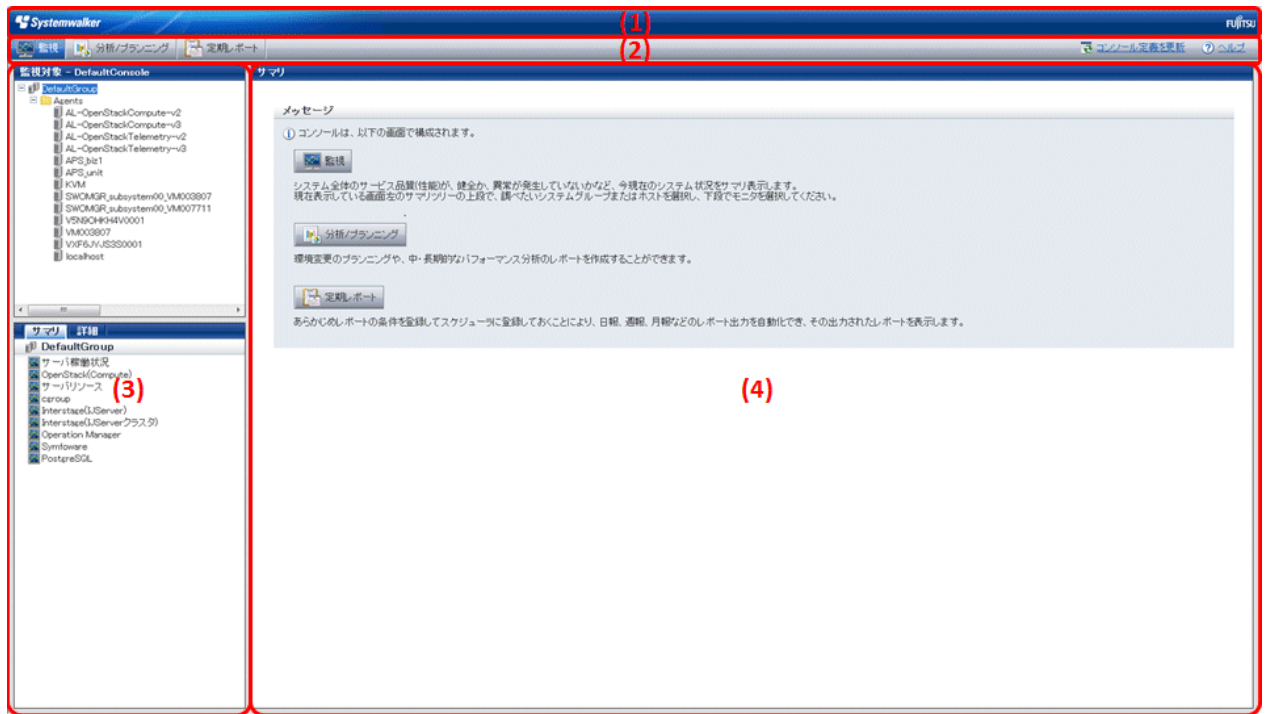 Systemwalker
(1)
FUJITSU
監視
分析/プランニング
定期レポート
(2)
コンソール定義を更新
ヘルプ
監視対象 - DefaultConsole
DefaultGroup
Agents
AL-OpenStackCompute-v2
AL-OpenStackCompute-v3
AL-OpenStackTelemetry-v2
AL-OpenStackTelemetry-v3
APS_biz1
APS_unit
KVM
SWOMGR_subsystem00_VM003807
SWOMGR_subsystem00_VM007711
VM003807
localhost
サマリ 詳細
DefaultGroup
サーバ稼働状況
OpenStack(Compute)
サーバリソース
cgroup
Interstage(IJServer)
Interstage(IJServerクラスタ)
Operation Manager
Symfoware
PostgreSQL
(3)
サマリ
メッセージ
コンソールは、以下の画面で構成されます。
監視
システム全体のサービス品質(性能)が、健全か、異常が発生していないかなど、今現在のシステム状況をサマリ表示します。
現在表示している画面左のサマリツリーの上段で、調べたいシステムグループまたはホストを選択し、下段でモニタを選択してください。
分析/プランニング
環境変更のプランニングや、中・長期的なパフォーマンス分析のレポートを作成することができます。
定期レポート
あらかじめレポートの条件を登録してスケジューラに登録しておくことにより、日報、週報、月報などのレポート出力を自動化でき、その出力されたレポートを表示します。
(4)